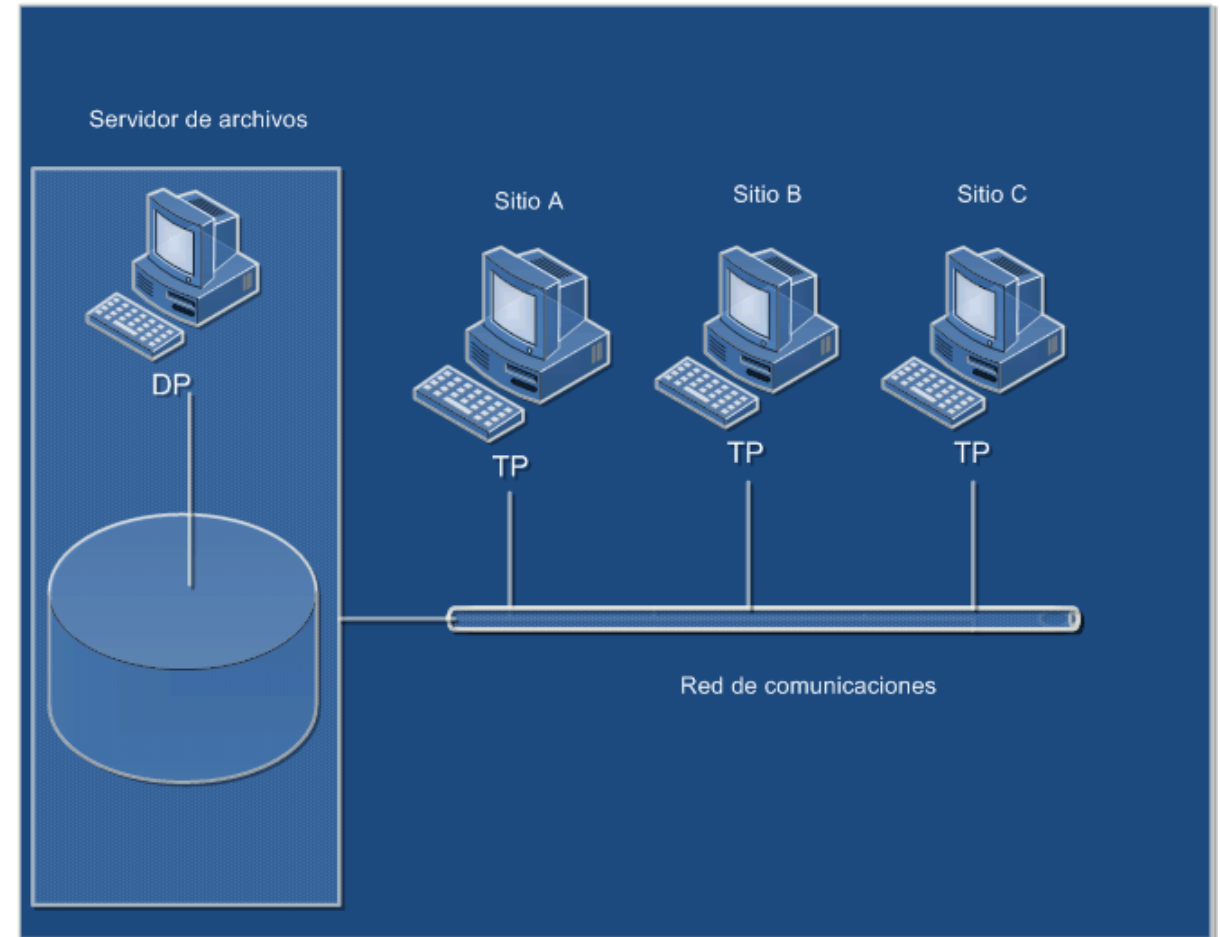 Servidor de archivos
Sitio A
Sitio B
Sitio C
DP
TP
TP
TP
Red de comunicaciones